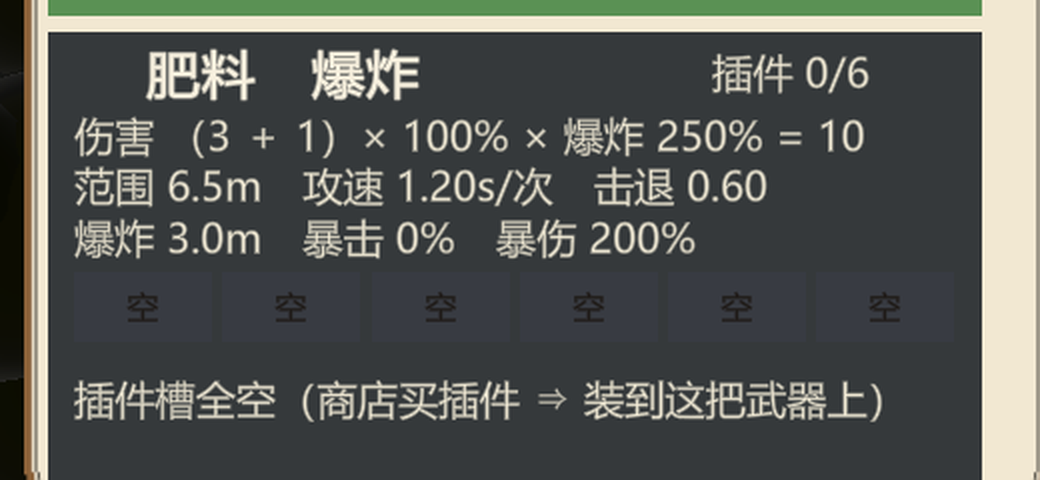 肥料 爆炸 插件 0/6
伤害 （3 + 1）× 100% × 爆炸 250% = 10
范围 6.5m 攻速 1.20s/次 击退 0.60
爆炸 3.0m 暴击 0% 暴伤 200%
空 空 空 空 空 空
插件槽全空（商店买插件 ⇒ 装到这把武器上）